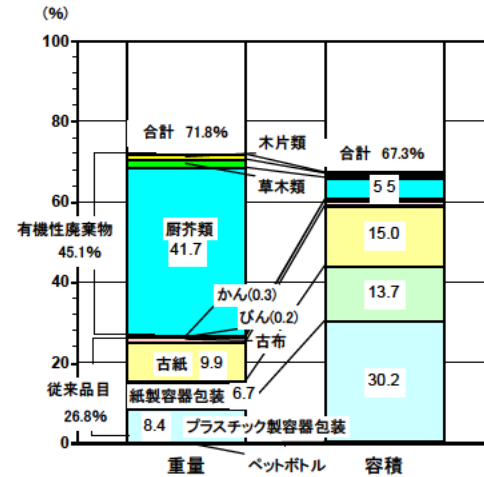 (%)
100
80
60
40
20
0
合計 71.8%
木片類
合計 67.3%
草木類
5 5
有機性廃棄物
45.1%
厨芥類
41.7
15.0
かん(0.3)
びん(0.2)
古布
13.7
古紙 9.9
従来品目
26.8%
紙製容器包装 6.7
30.2
8.4 プラスチック製容器包装
ペットボトル
重量
容積